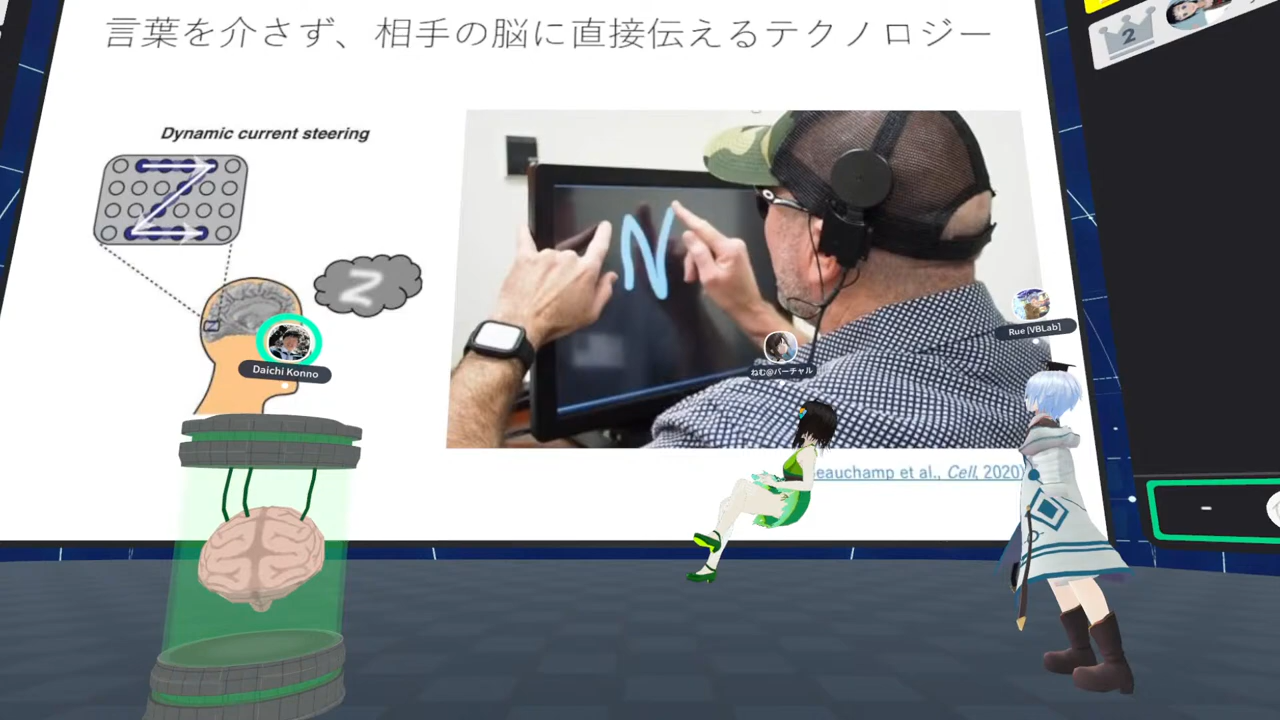 言葉を介さず、相手の脳に直接伝えるテクノロジー
2
Dynamic current steering
Z
Z
N
Daichi Konno
ねむ@バーチャル
Rue [VBLab]
eauchamp et al., Cell, 2020)